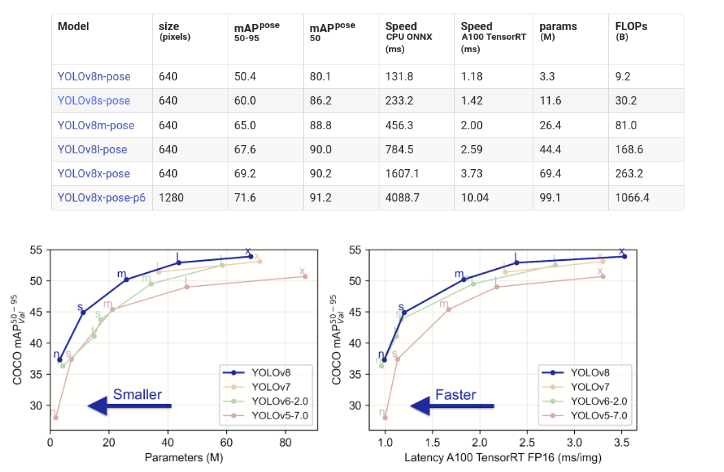 Model size (pixels) mAPpose 50-95 mAPpose 50 Speed CPU ONNX (ms) Speed A100 TensorRT (ms) params (M) FLOPs (B)
YOLOv8n-pose 640 50.4 80.1 131.8 1.18 3.3 9.2
YOLOv8s-pose 640 60.0 86.2 233.2 1.42 11.6 30.2
YOLOv8m-pose 640 65.0 88.8 456.3 2.00 26.4 81.0
YOLOv8l-pose 640 67.6 90.0 784.5 2.59 44.4 168.6
YOLOv8x-pose 640 69.2 90.2 1607.1 3.73 69.4 263.2
YOLOv8x-pose-p6 1280 71.6 91.2 4088.7 10.04 99.1 1066.4
55
50
45
40
35
30
COCO mAP50-95 val
n s m l x
n s m l x
Smaller
YOLOv8
YOLOv7
YOLOv6-2.0
YOLOv5-7.0
0 20 40 60 80
Parameters (M)
55
50
45
40
35
30
COCO mAP50-95 val
n s m l x
n s m l x
Faster
YOLOv8
YOLOv7
YOLOv6-2.0
YOLOv5-7.0
1.0 1.5 2.0 2.5 3.0 3.5
Latency A100 TensorRT FP16 (ms/img)